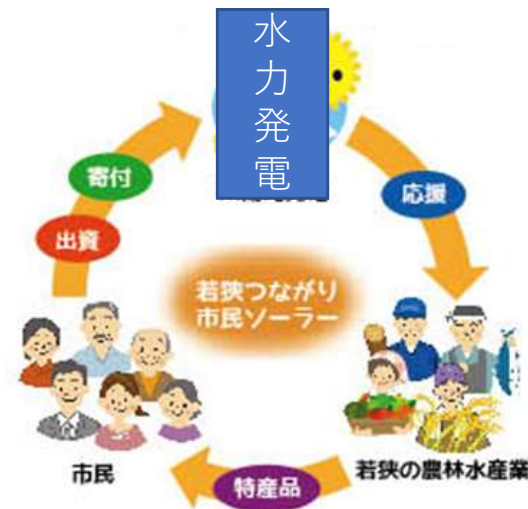 水力発電
寄付
応援
出資
若狭つながり
市民ソーラー
市民
若狭の農林水産業
特産品